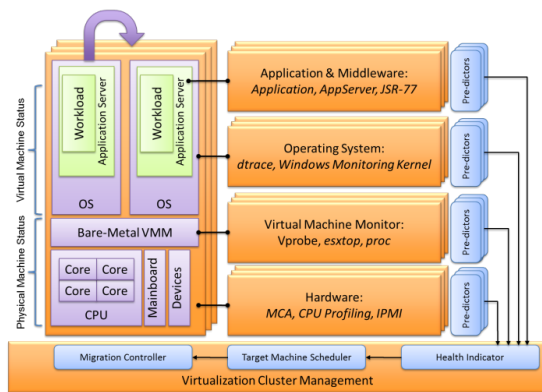 Virtual Machine Status
Physical Machine Status
Workload
Application Server
OS
Workload
Application Server
OS
Bare-Metal VMM
Core
Core
Core
Core
CPU
Mainboard
Devices
Application & Middleware:
Application, AppServer, JSR-77
Pre-dictors
Operating System:
dtrace, Windows Monitoring Kernel
Pre-dictors
Virtual Machine Monitor:
Vprobe, esxtop, proc
Pre-dictors
Hardware:
MCA, CPU Profiling, IPMI
Pre-dictors
Migration Controller
Target Machine Scheduler
Health Indicator
Virtualization Cluster Management